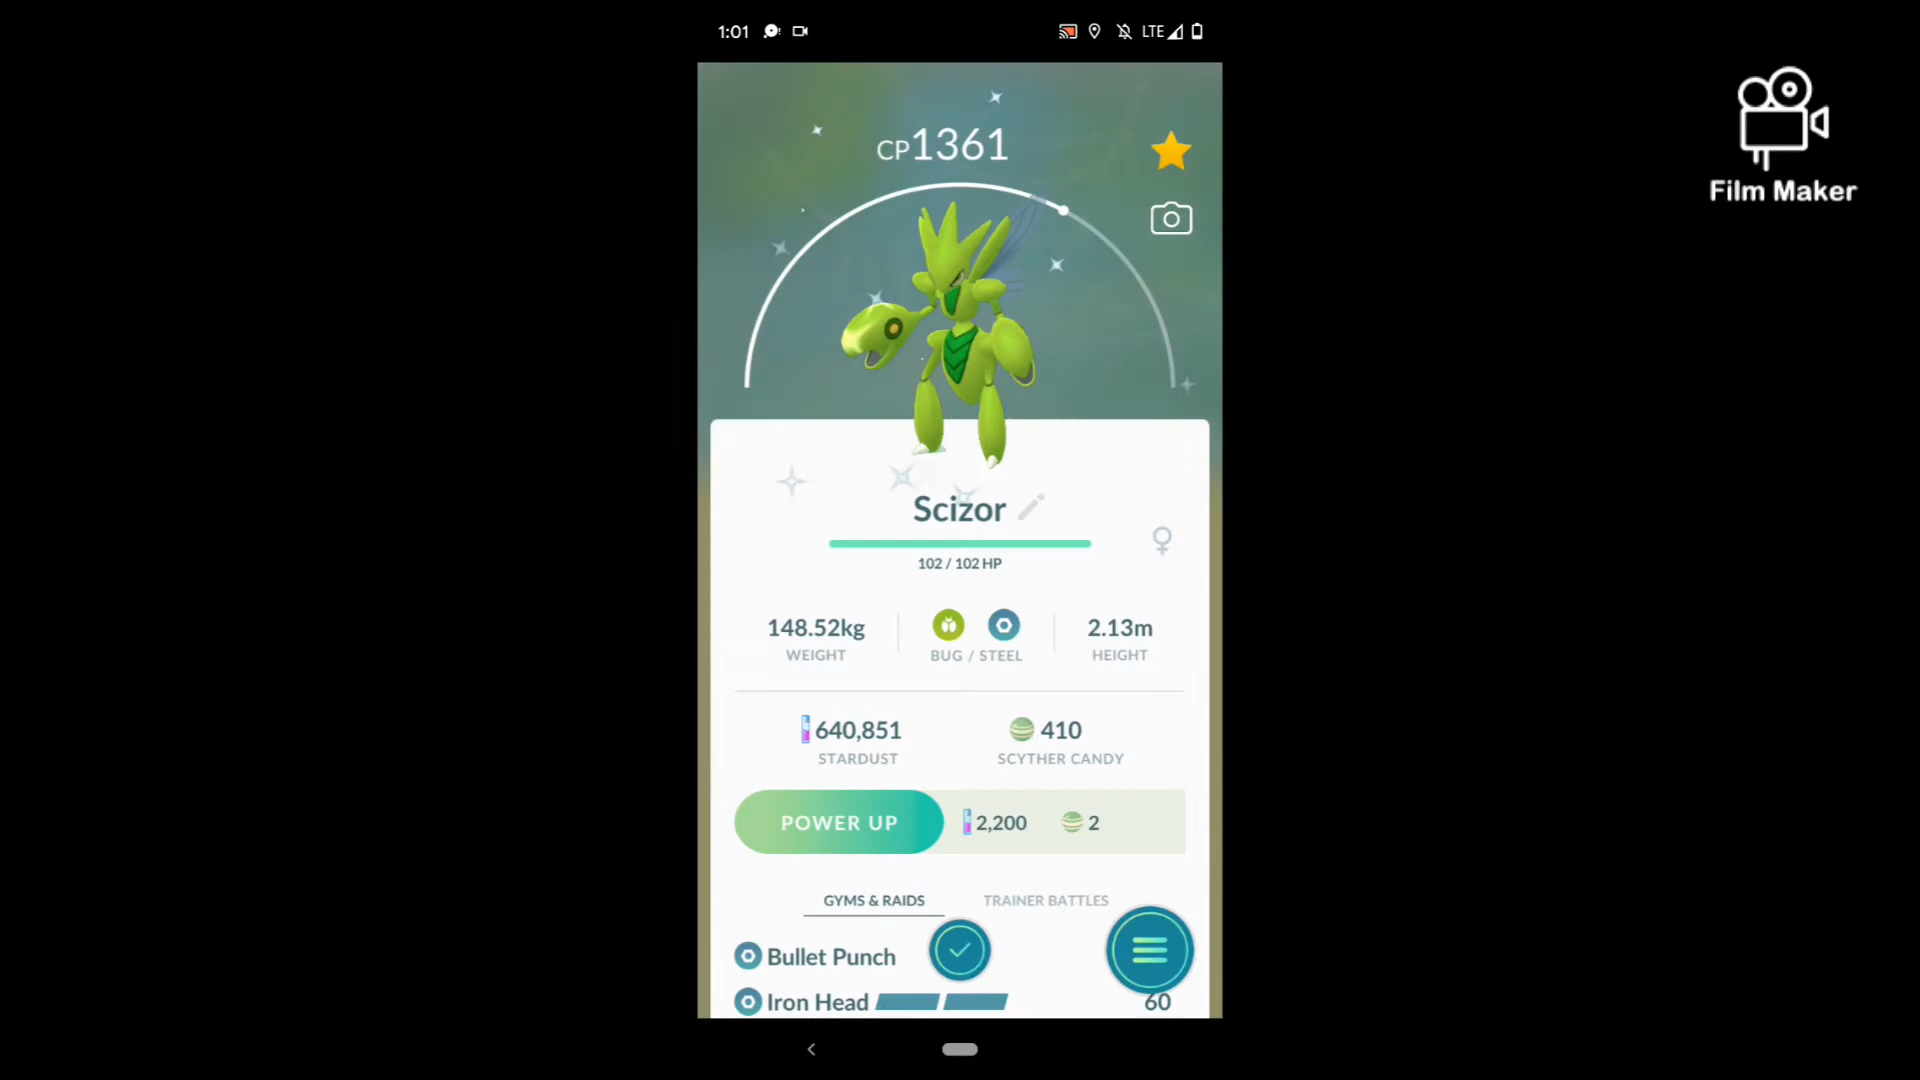 1:01
LTE
Film Maker
CP1361
Scizor
102 / 102 HP
148.52kg
WEIGHT
BUG / STEEL
2.13m
HEIGHT
640,851
STARDUST
410
SCYTHER CANDY
POWER UP
2,200
2
GYMS & RAIDS
TRAINER BATTLES
Bullet Punch
Iron Head
60